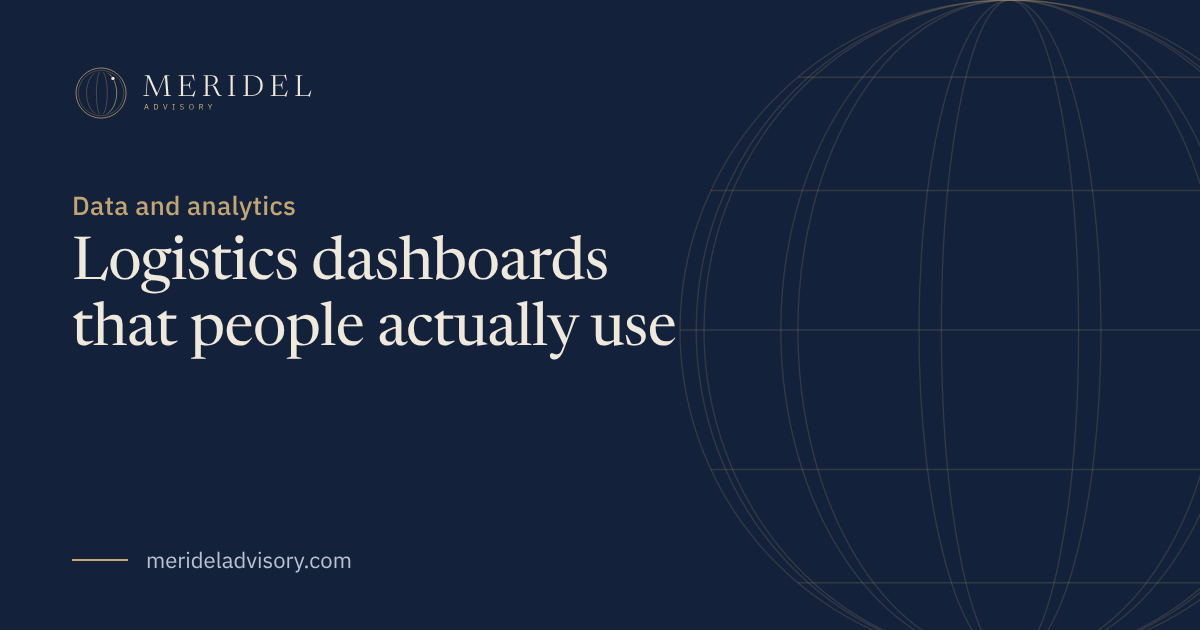 MERIDEL
ADVISORY
Data and analytics
Logistics dashboards
that people actually use
merideladvisory.com